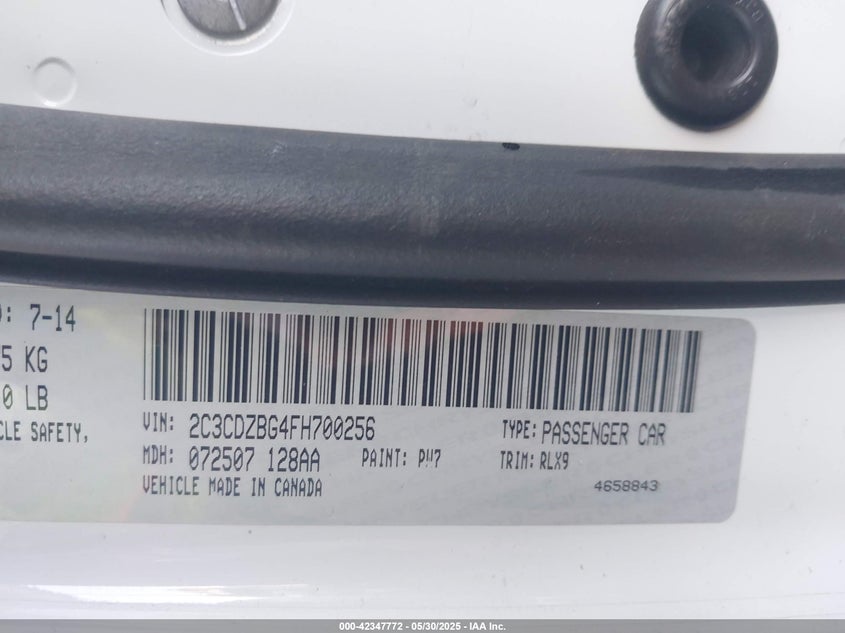 : 7-14
5 KG
0 LB
CLE SAFETY,
VIN: 2C3CDZBG4FH700256
TYPE: PASSENGER CAR
MDH: 072507 128AA
PAINT: PW7
TRIM: RLX9
VEHICLE MADE IN CANADA
4658843
000-42347772 — 05/30/2025 — IAA Inc.